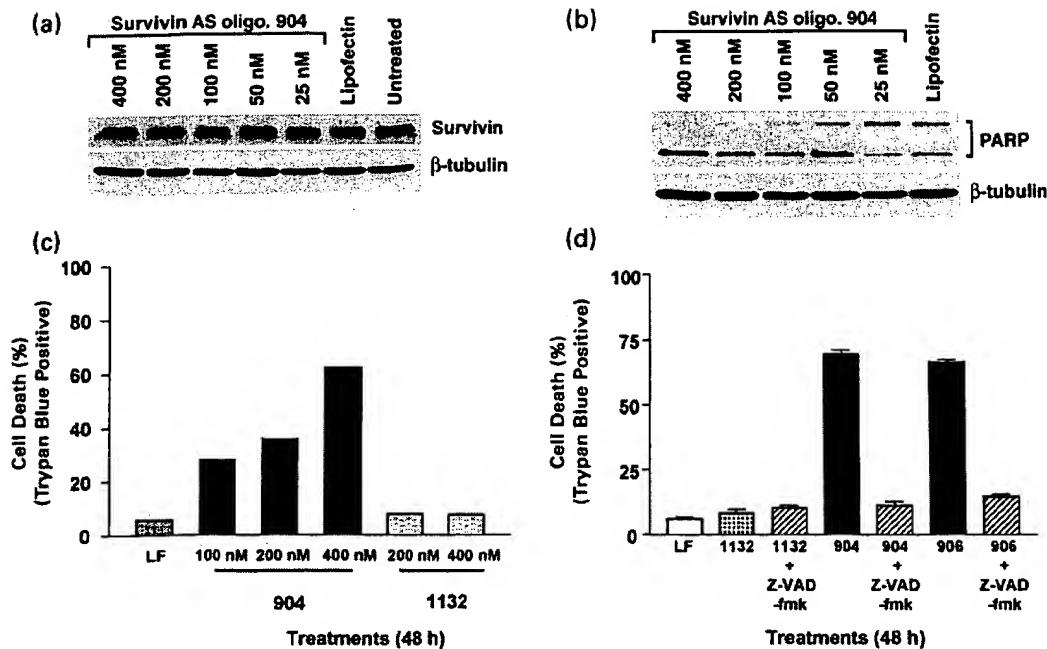 (a)
Survivin AS oligo. 904
400 nM
200 nM
100 nM
50 nM
25 nM
Lipofectin
Untreated
Survivin
β-tubulin
(b)
Survivin AS oligo. 904
400 nM
200 nM
100 nM
50 nM
25 nM
Lipofectin
PARP
β-tubulin
(c)
Cell Death (%)
(Trypan Blue Positive)
100
80
60
40
20
0
LF
100 nM
200 nM
400 nM
200 nM
400 nM
904
1132
Treatments (48 h)
(d)
Cell Death (%)
(Trypan Blue Positive)
100
75
50
25
0
LF
1132
1132
+
Z-VAD
-fmk
904
904
+
Z-VAD
-fmk
906
906
+
Z-VAD
-fmk
Treatments (48 h)